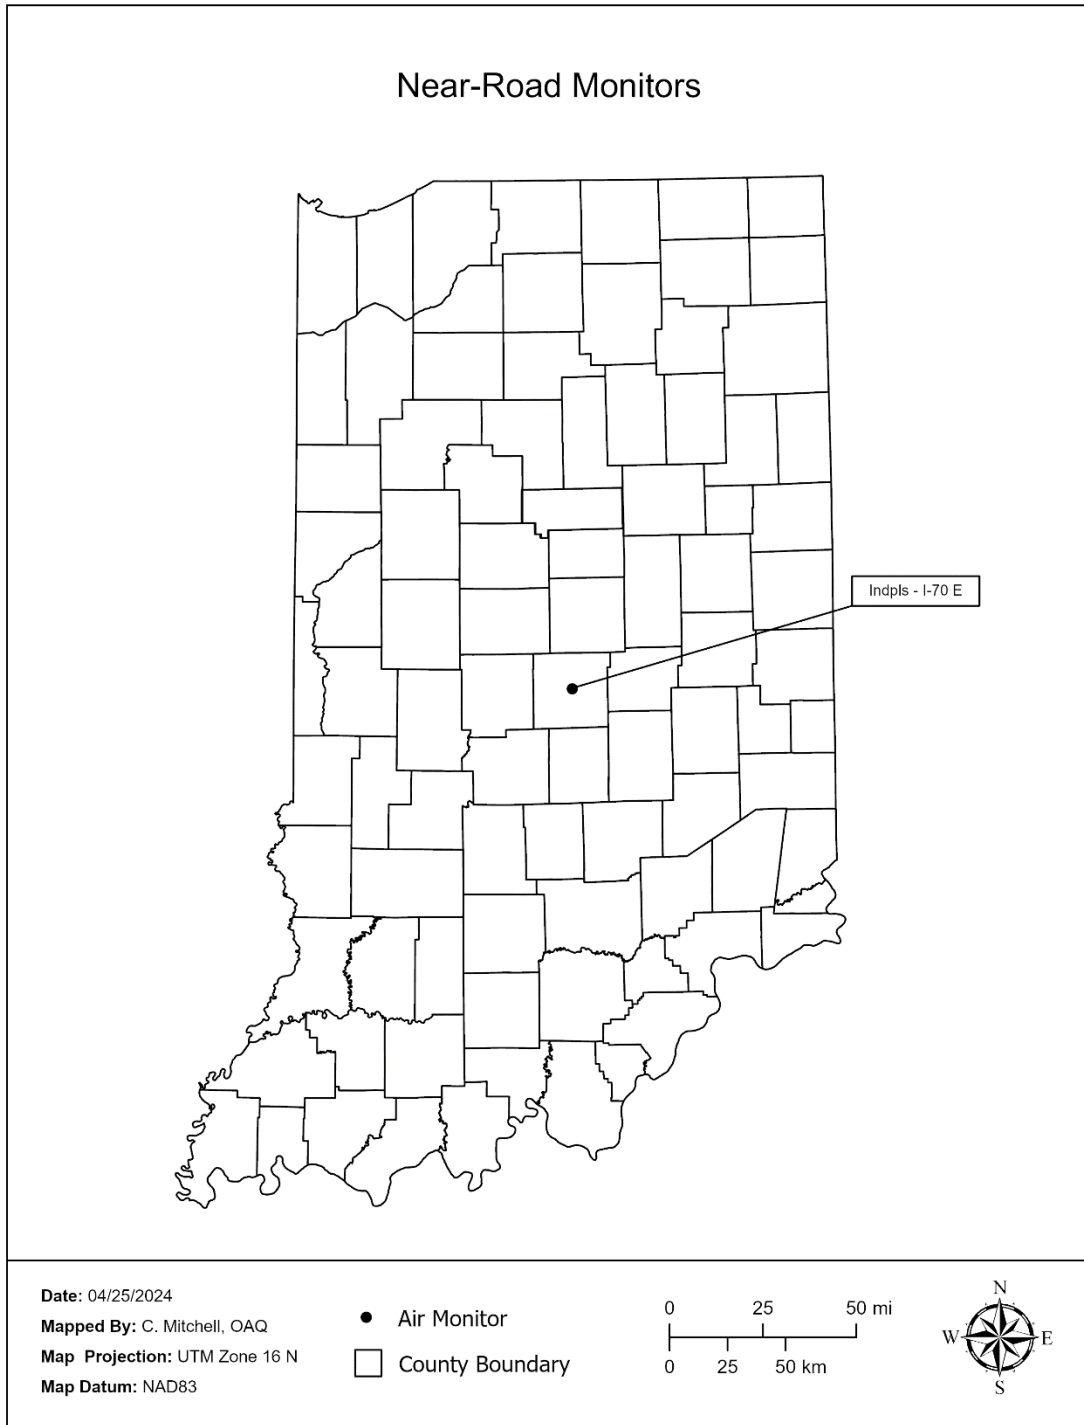 Near-Road Monitors
Indpls - I-70 E
Date: 04/25/2024
Mapped By: C. Mitchell, OAQ
Map Projection: UTM Zone 16 N
Map Datum: NAD83
Air Monitor
County Boundary
0 25 50 mi
0 25 50 km
N
W E
S